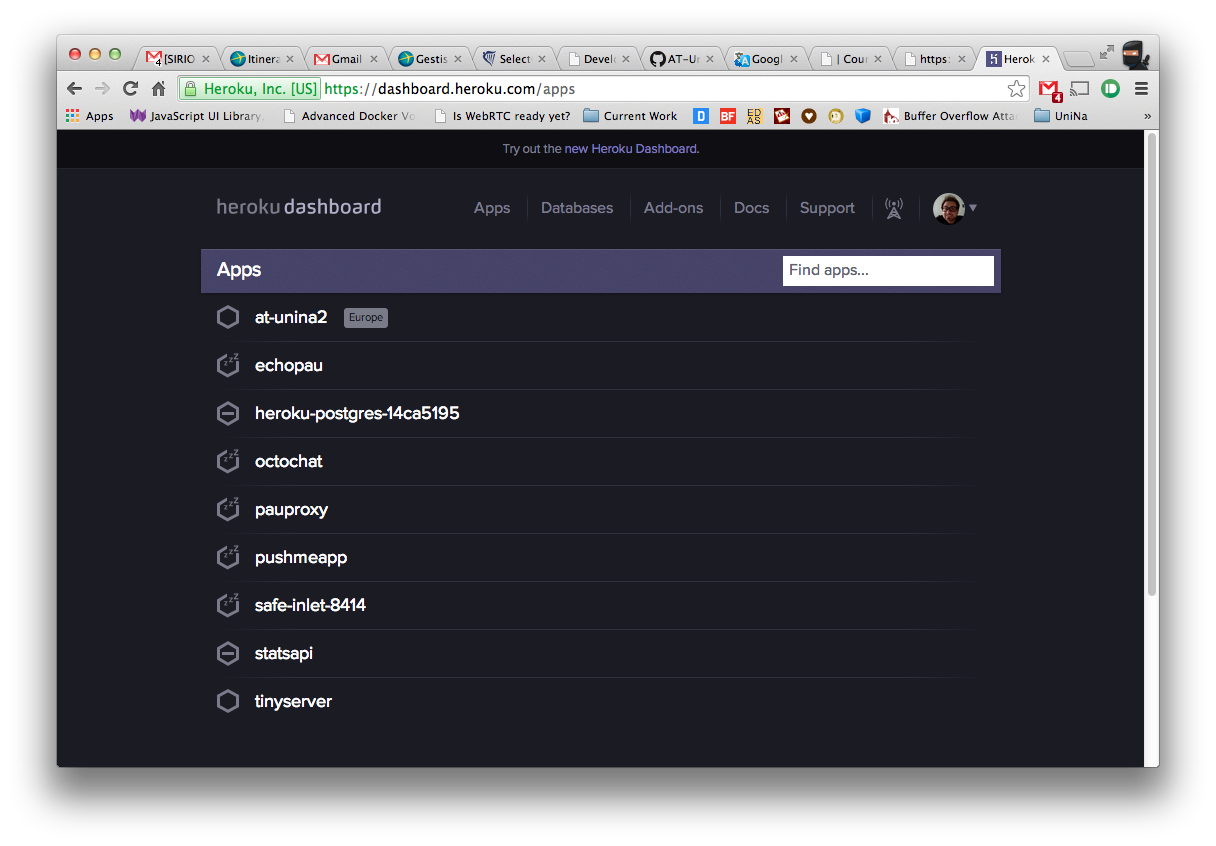 [SIRIO Itinera Gmail Gestis Select Develo AT-Un Googl | Cour https: Herok
Heroku, Inc. [US] https://dashboard.heroku.com/apps
4
Apps JavaScript UI Library, Advanced Docker Vo Is WebRTC ready yet? Current Work D BF ED AS Buffer Overflow Atta UniNa »
Try out the new Heroku Dashboard.
heroku dashboard Apps Databases Add-ons Docs Support
Apps Find apps...
at-unina2 Europe
echopau
heroku-postgres-14ca5195
octochat
pauproxy
pushmeapp
safe-inlet-8414
statsapi
tinyserver